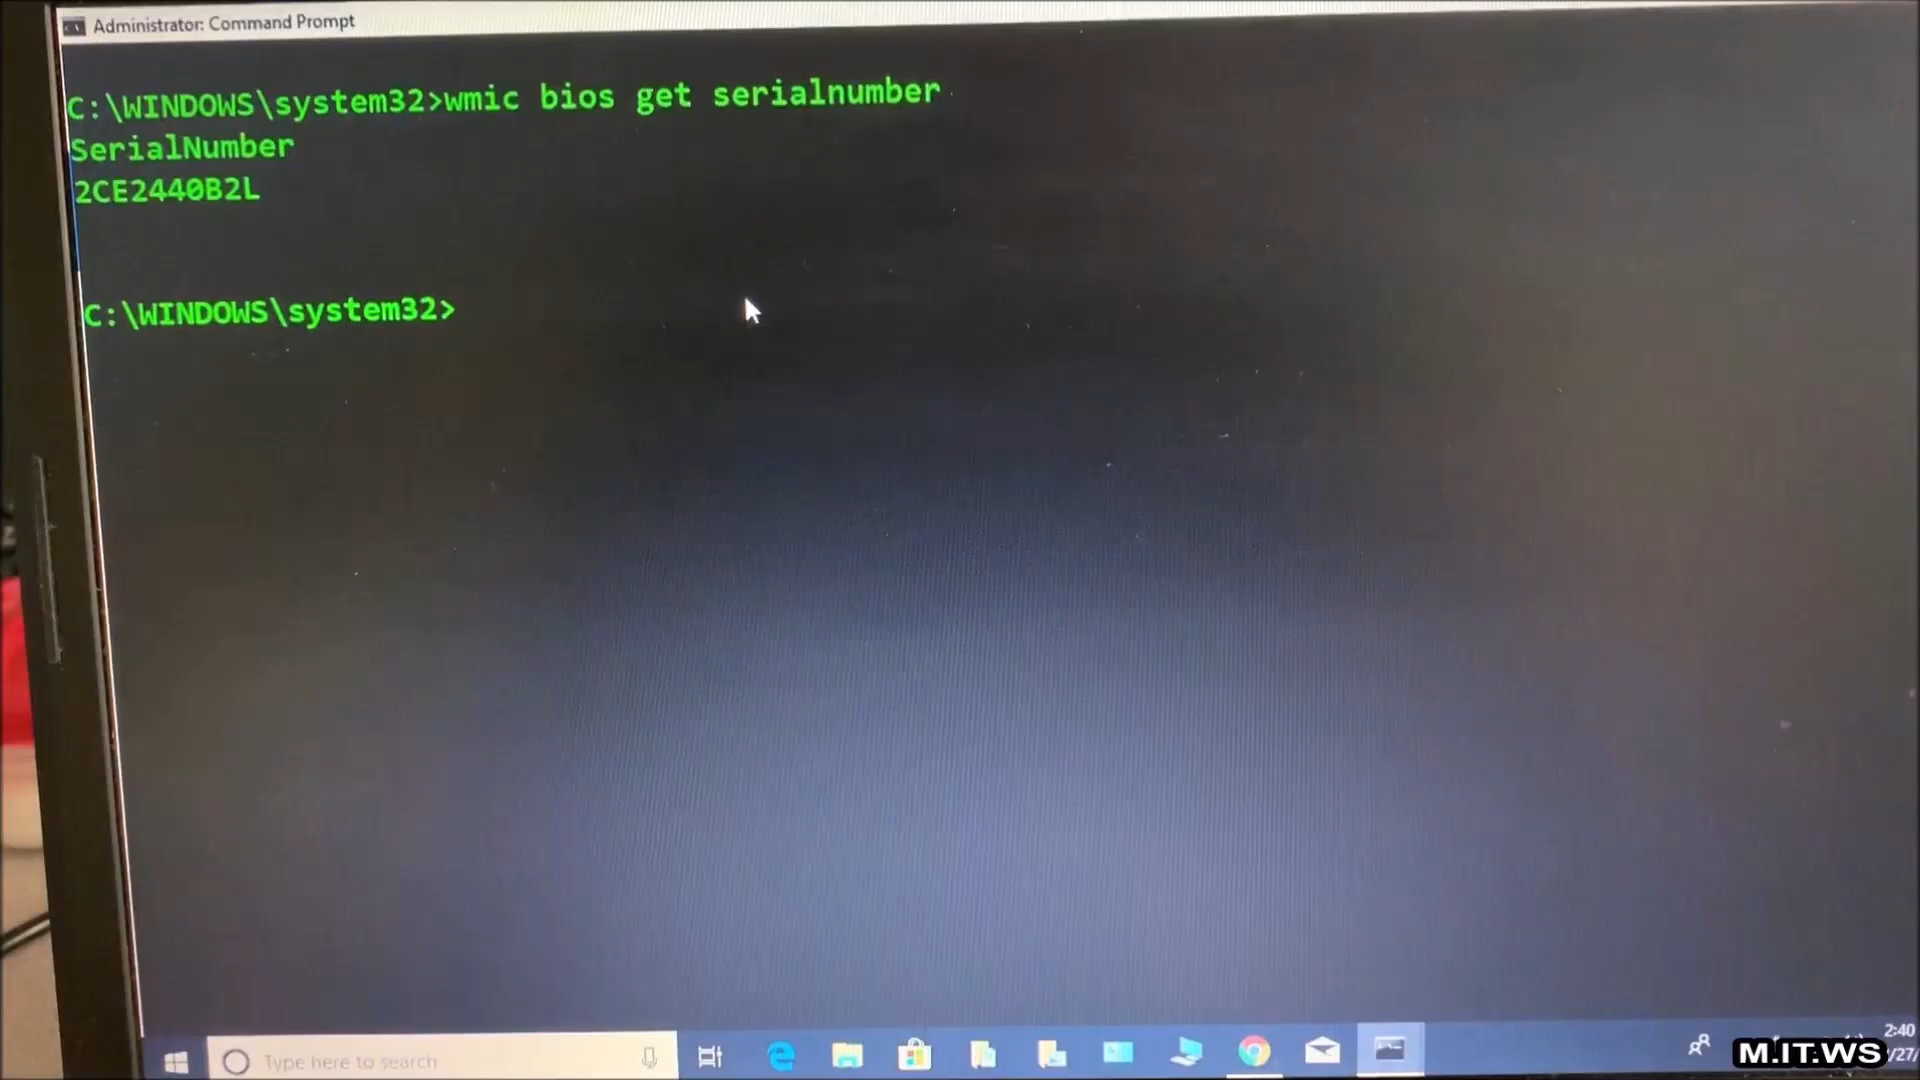 Administrator: Command Prompt
C:\WINDOWS\system32>wmic bios get serialnumber
SerialNumber
2CE2440B2L
C:\WINDOWS\system32>
Type here to search
2:40
/27/
M.IT.WS